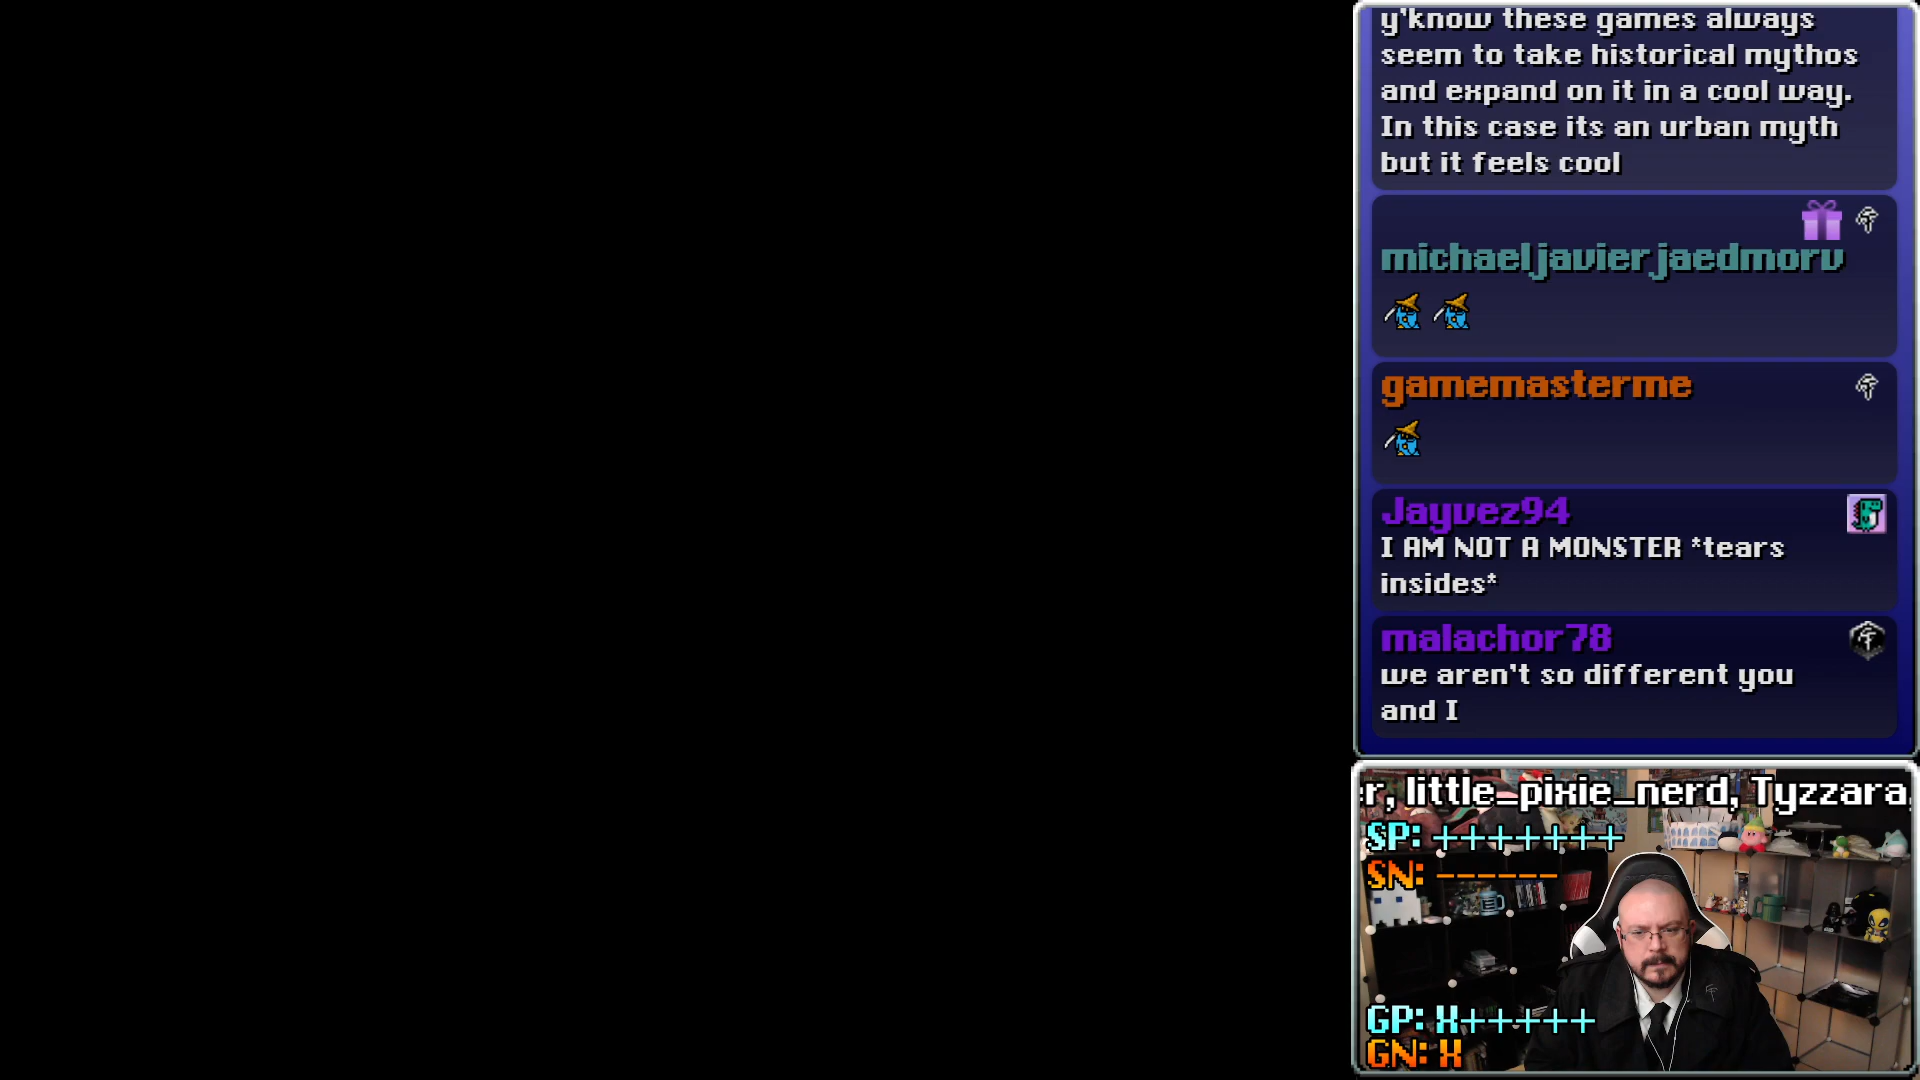 y'know these games always
seem to take historical mythos
and expand on it in a cool way.
In this case its an urban myth
but it feels cool
michaeljavierjaedmorv
gamemasterme
Jayvez94
I AM NOT A MONSTER *tears
insides*
malachor78
we aren't so different you
and I
r, little_pixie_nerd, Tyzzara,
SP: +++++++
SN: ------
GP: X+++++
GN: X